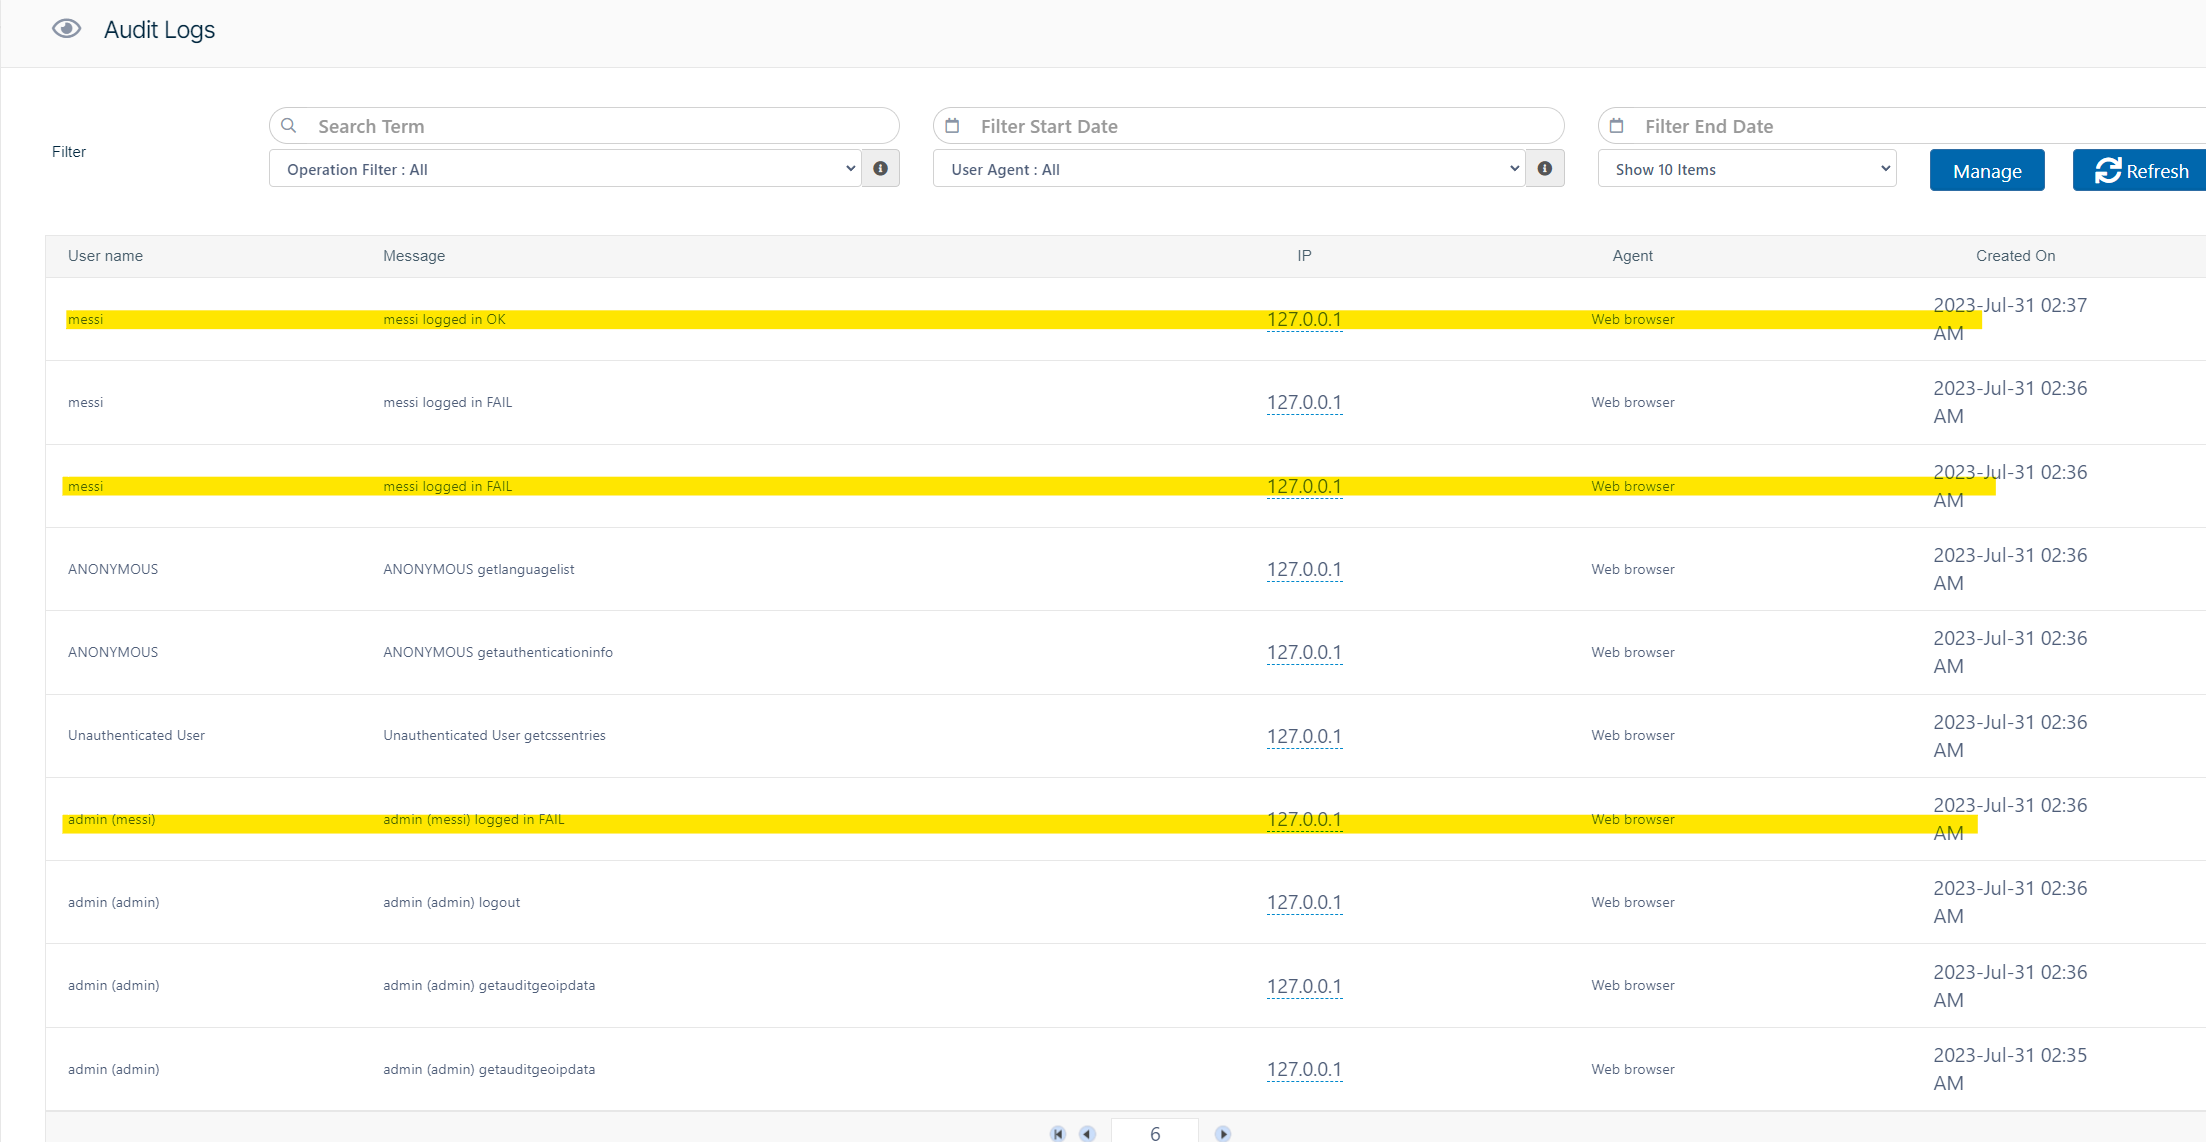 Audit Logs
Filter
Search Term
Filter Start Date
Filter End Date
Operation Filter : All
User Agent : All
Show 10 Items
Manage
Refresh
User name Message IP Agent Created On
messi messi logged in OK 127.0.0.1 Web browser 2023-Jul-31 02:37 AM
messi messi logged in FAIL 127.0.0.1 Web browser 2023-Jul-31 02:36 AM
messi messi logged in FAIL 127.0.0.1 Web browser 2023-Jul-31 02:36 AM
ANONYMOUS ANONYMOUS getlanguagelist 127.0.0.1 Web browser 2023-Jul-31 02:36 AM
ANONYMOUS ANONYMOUS getauthenticationinfo 127.0.0.1 Web browser 2023-Jul-31 02:36 AM
Unauthenticated User Unauthenticated User getcssentries 127.0.0.1 Web browser 2023-Jul-31 02:36 AM
admin (messi) admin (messi) logged in FAIL 127.0.0.1 Web browser 2023-Jul-31 02:36 AM
admin (admin) admin (admin) logout 127.0.0.1 Web browser 2023-Jul-31 02:36 AM
admin (admin) admin (admin) getauditgeoipdata 127.0.0.1 Web browser 2023-Jul-31 02:36 AM
admin (admin) admin (admin) getauditgeoipdata 127.0.0.1 Web browser 2023-Jul-31 02:35 AM
6